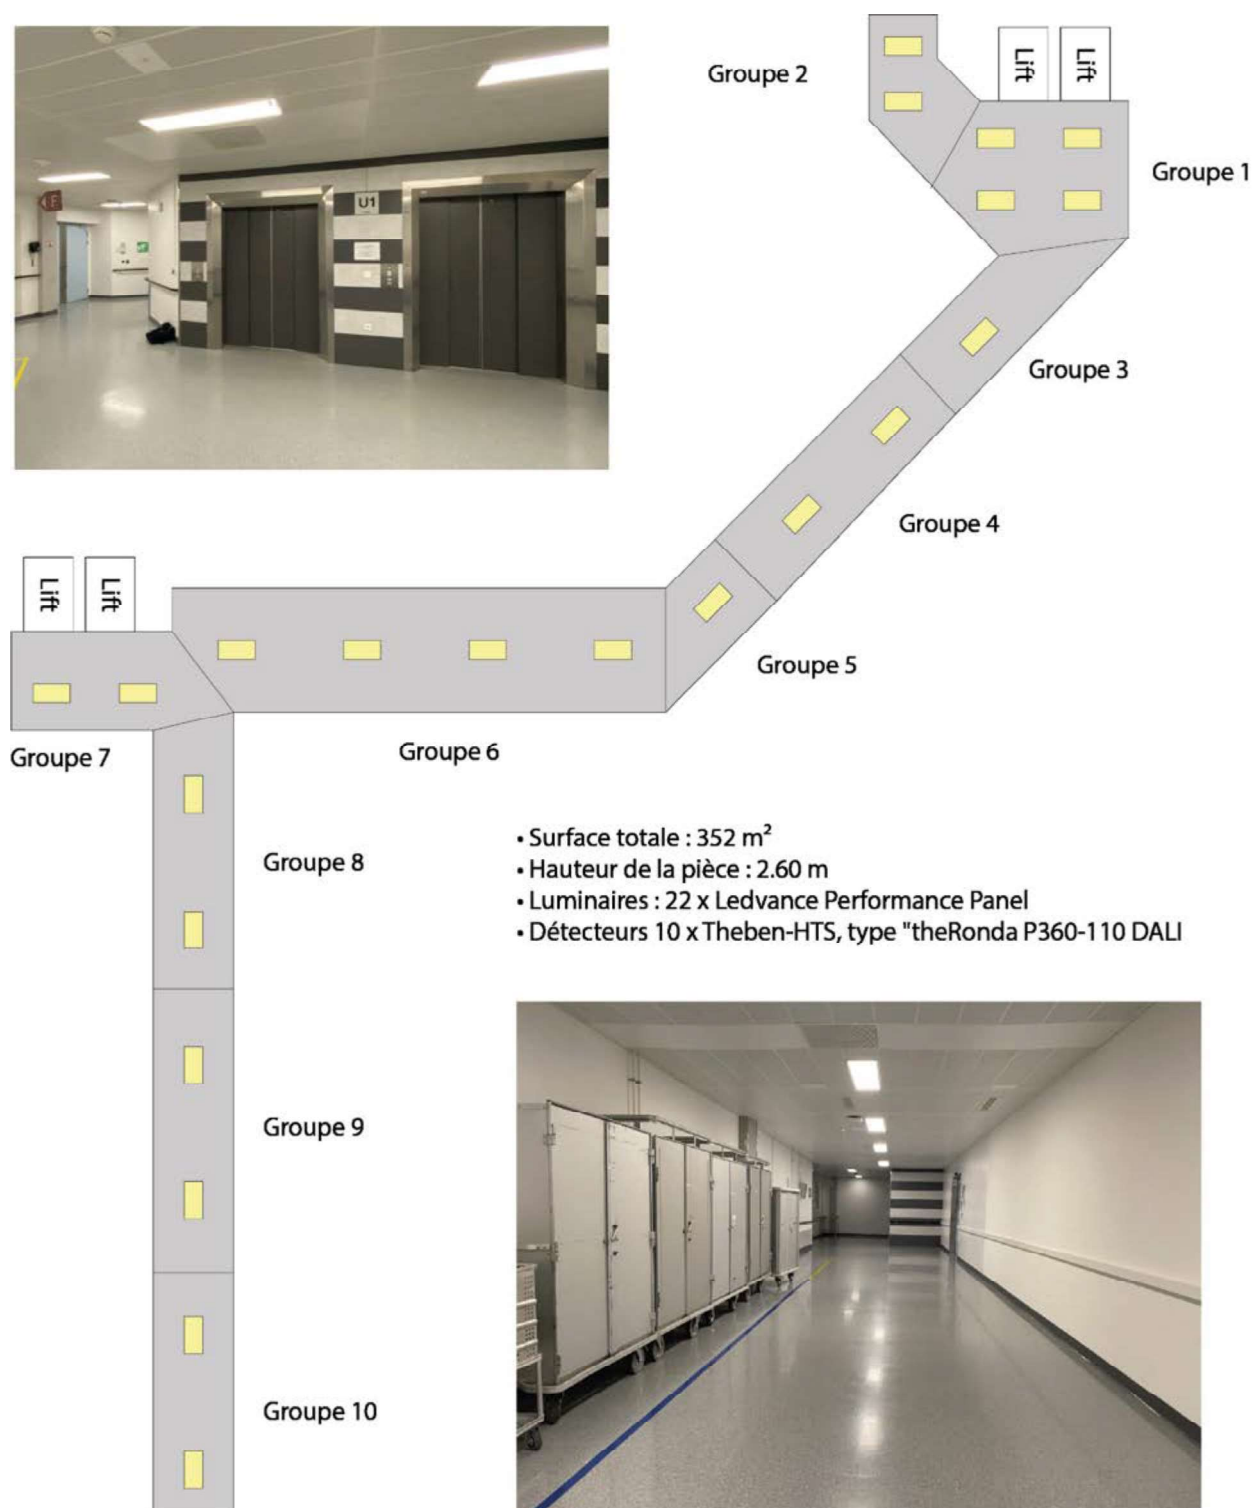 Groupe 2
Lift
Lift
Groupe 1
F
U1
Groupe 3
Groupe 4
Lift
Lift
Groupe 5
Groupe 7
Groupe 6
Groupe 8
• Surface totale : 352 m²
• Hauteur de la pièce : 2.60 m
• Luminaires : 22 x Ledvance Performance Panel
• Détecteurs 10 x Theben-HTS, type "theRonda P360-110 DALI
Groupe 9
Groupe 10